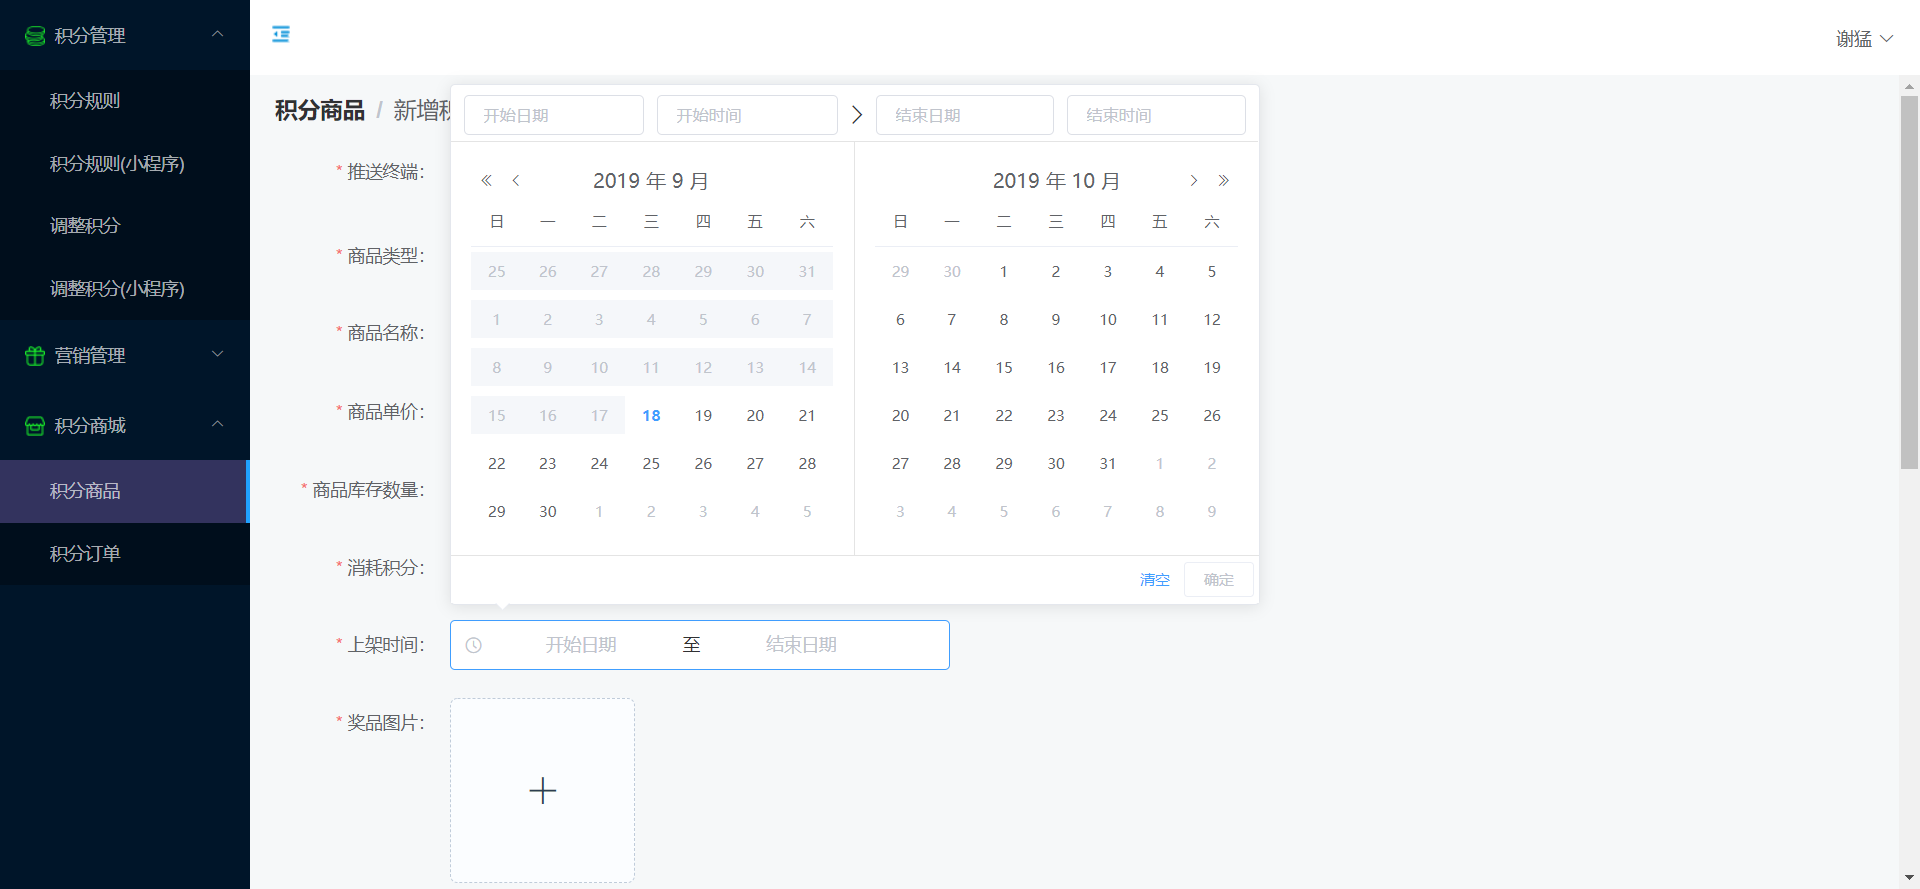 积分管理
积分规则
积分规则(小程序)
调整积分
调整积分(小程序)
营销管理
积分商城
积分商品
积分订单
谢猛
积分商品 / 新增
开始日期 开始时间 > 结束日期 结束时间
2019 年 9 月
日 一 二 三 四 五 六
25 26 27 28 29 30 31
1 2 3 4 5 6 7
8 9 10 11 12 13 14
15 16 17 18 19 20 21
22 23 24 25 26 27 28
29 30 1 2 3 4 5
2019 年 10 月
日 一 二 三 四 五 六
29 30 1 2 3 4 5
6 7 8 9 10 11 12
13 14 15 16 17 18 19
20 21 22 23 24 25 26
27 28 29 30 31 1 2
3 4 5 6 7 8 9
清空 确定
* 推送终端:
* 商品类型:
* 商品名称:
* 商品单价:
* 商品库存数量:
* 消耗积分:
* 上架时间: 开始日期 至 结束日期
* 奖品图片: